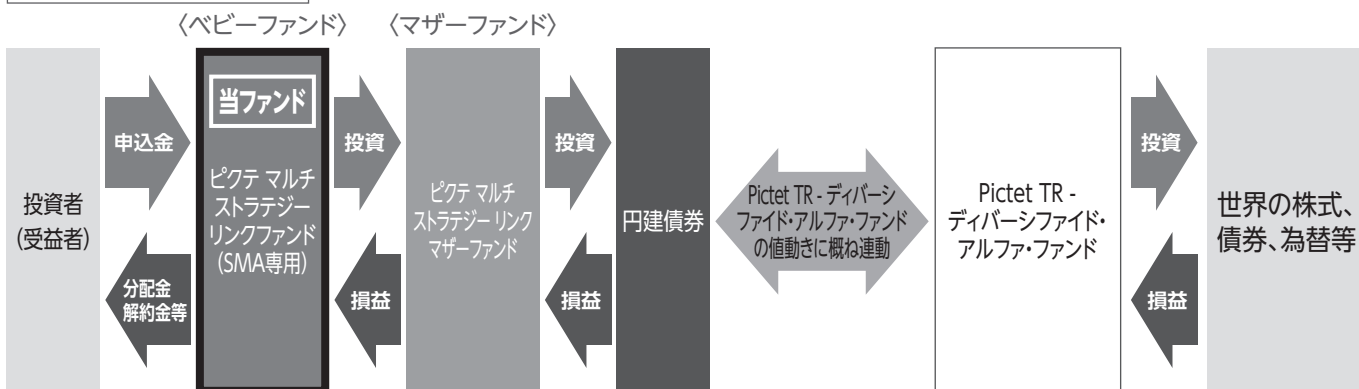 〈ベビーファンド〉
〈マザーファンド〉
投資者
(受益者)
申込金
分配金
解約金等
当ファンド
ピクテ マルチ
ストラテジー
リンクファンド
(SMA専用)
投資
損益
ピクテ マルチ
ストラテジー リンク
マザーファンド
投資
損益
円建債券
Pictet TR - ディバーシ
ファイド・アルファ・ファンド
の値動きに概ね連動
Pictet TR -
ディバーシファイド・
アルファ・ファンド
投資
損益
世界の株式、
債券、為替等